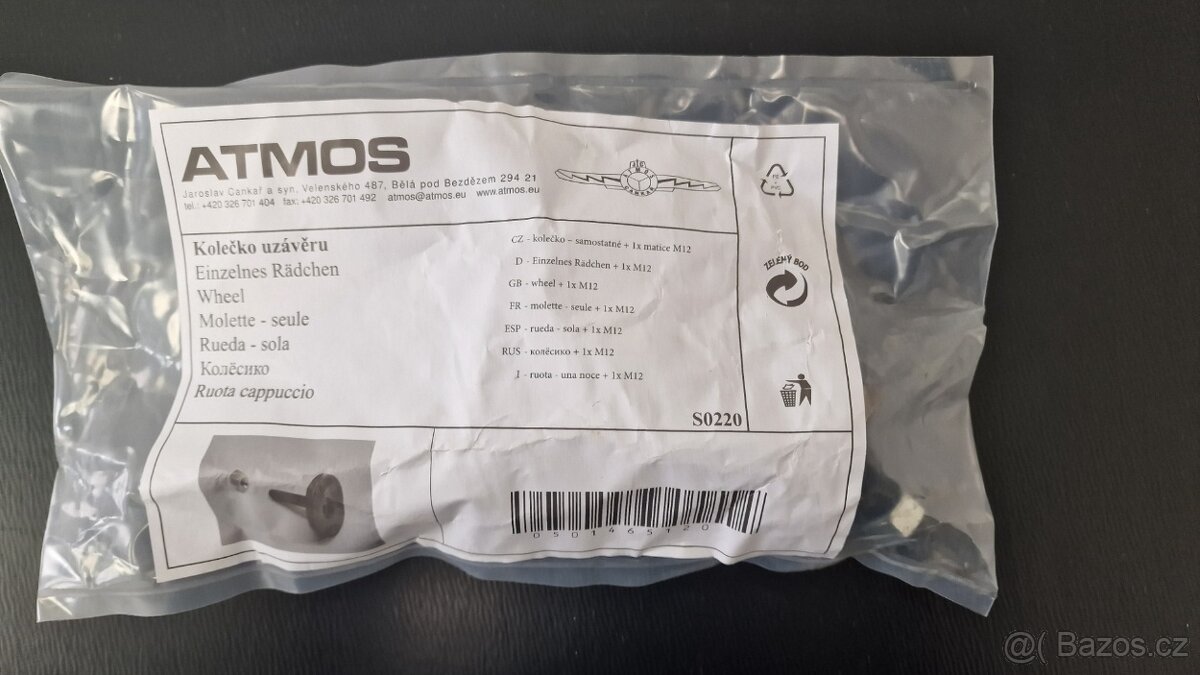 ATMOS
Jaroslav Cankař a syn, Velenského 487, Bělá pod Bezdězem 294 21
tel.: +420 326 701 404 fax: +420 326 701 492 atmos@atmos.eu www.atmos.eu
ATMOS
CANKAŘ
Kolečko uzávěru
Einzelnes Rädchen
Wheel
Molette - seule
Rueda - sola
Колёсико
Ruota cappuccio
CZ - kolečko – samostatné + 1x matice M12
D - Einzelnes Rädchen + 1x M12
GB - wheel + 1x M12
FR - molette - seule + 1x M12
ESP - rueda - sola + 1x M12
RUS - колёсико + 1x M12
I - ruota - una noce + 1x M12
S0220
PVC
ZELENÝ BOD
0501465120
@( Bazos.cz